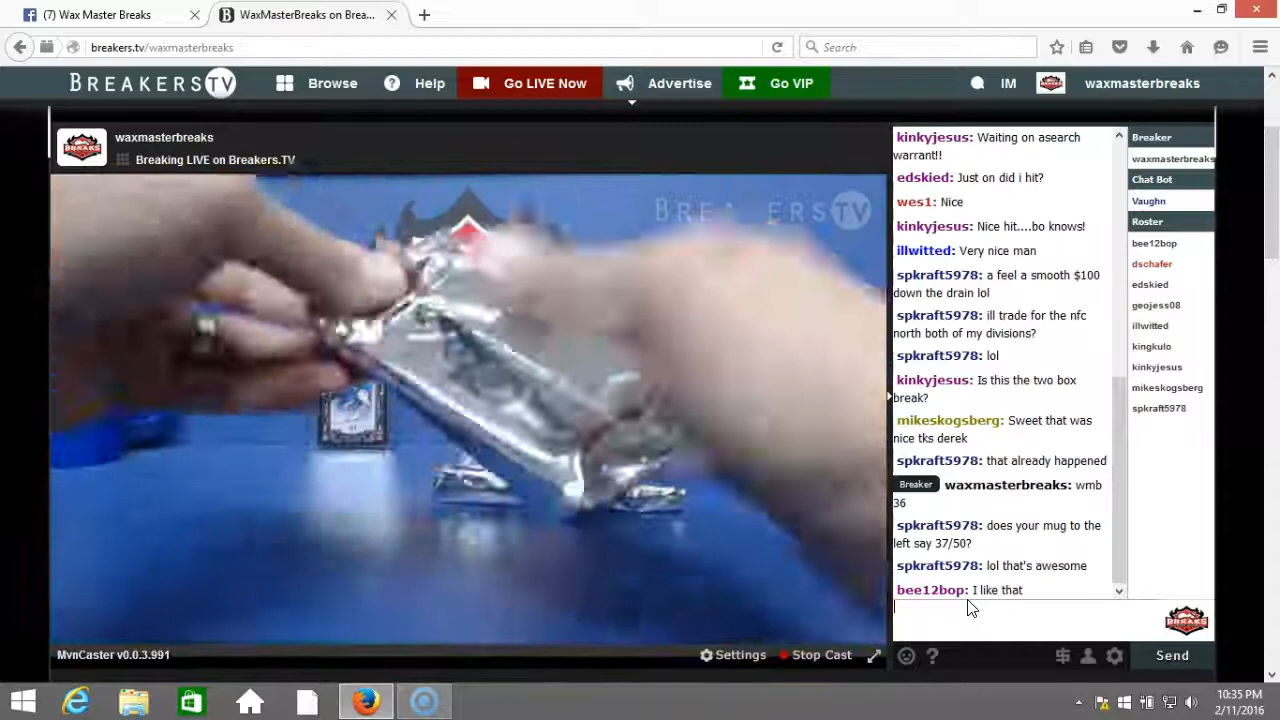 (7) Wax Master Breaks
WaxMasterBreaks on Brea...
breakers.tv/waxmasterbreaks
Search
BREAKERS TV
Browse
Help
Go LIVE Now
Advertise
Go VIP
IM
waxmasterbreaks
waxmasterbreaks
Breaking LIVE on Breakers.TV
BREAKERS TV
MvnCaster v0.0.3.991
Settings
Stop Cast
kinkyjesus: Waiting on asearch
warrant!!
edskied: Just on did i hit?
wes1: Nice
kinkyjesus: Nice hit....bo knows!
illwitted: Very nice man
spkraft5978: a feel a smooth $100
down the drain lol
spkraft5978: ill trade for the nfc
north both of my divisions?
spkraft5978: lol
kinkyjesus: Is this the two box
break?
mikeskogsberg: Sweet that was
nice tks derek
spkraft5978: that already happened
Breaker waxmasterbreaks: wmb
36
spkraft5978: does your mug to the
left say 37/50?
spkraft5978: lol that's awesome
bee12bop: I like that
BREAKS
Send
Breaker
waxmasterbreaks
Chat Bot
Vaughn
Roster
bee12bop
dschafer
edskied
geojess08
illwitted
kingkulo
kinkyjesus
mikeskogsberg
spkraft5978
10:35 PM
2/11/2016